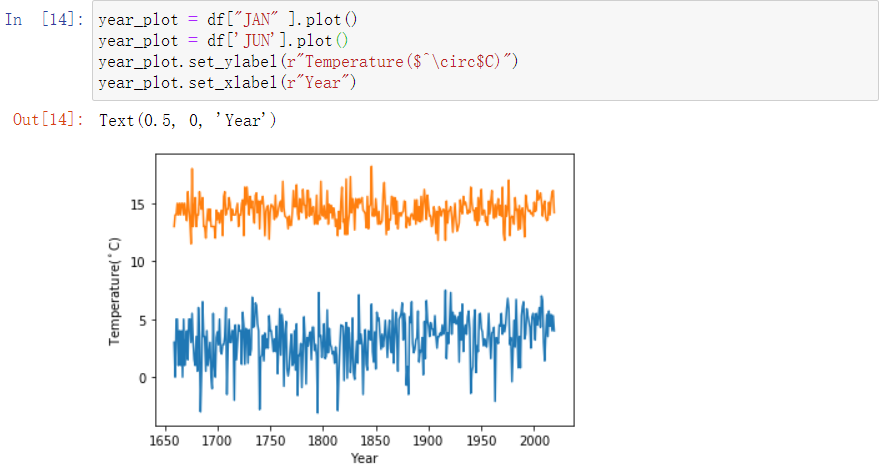 In [14]: year_plot = df["JAN" ].plot()
year_plot = df['JUN'].plot()
year_plot.set_ylabel(r"Temperature($^\circ$C)")
year_plot.set_xlabel(r"Year")
Out[14]: Text(0.5, 0, 'Year')
15
10
5
0
Temperature(°C)
1650 1700 1750 1800 1850 1900 1950 2000
Year